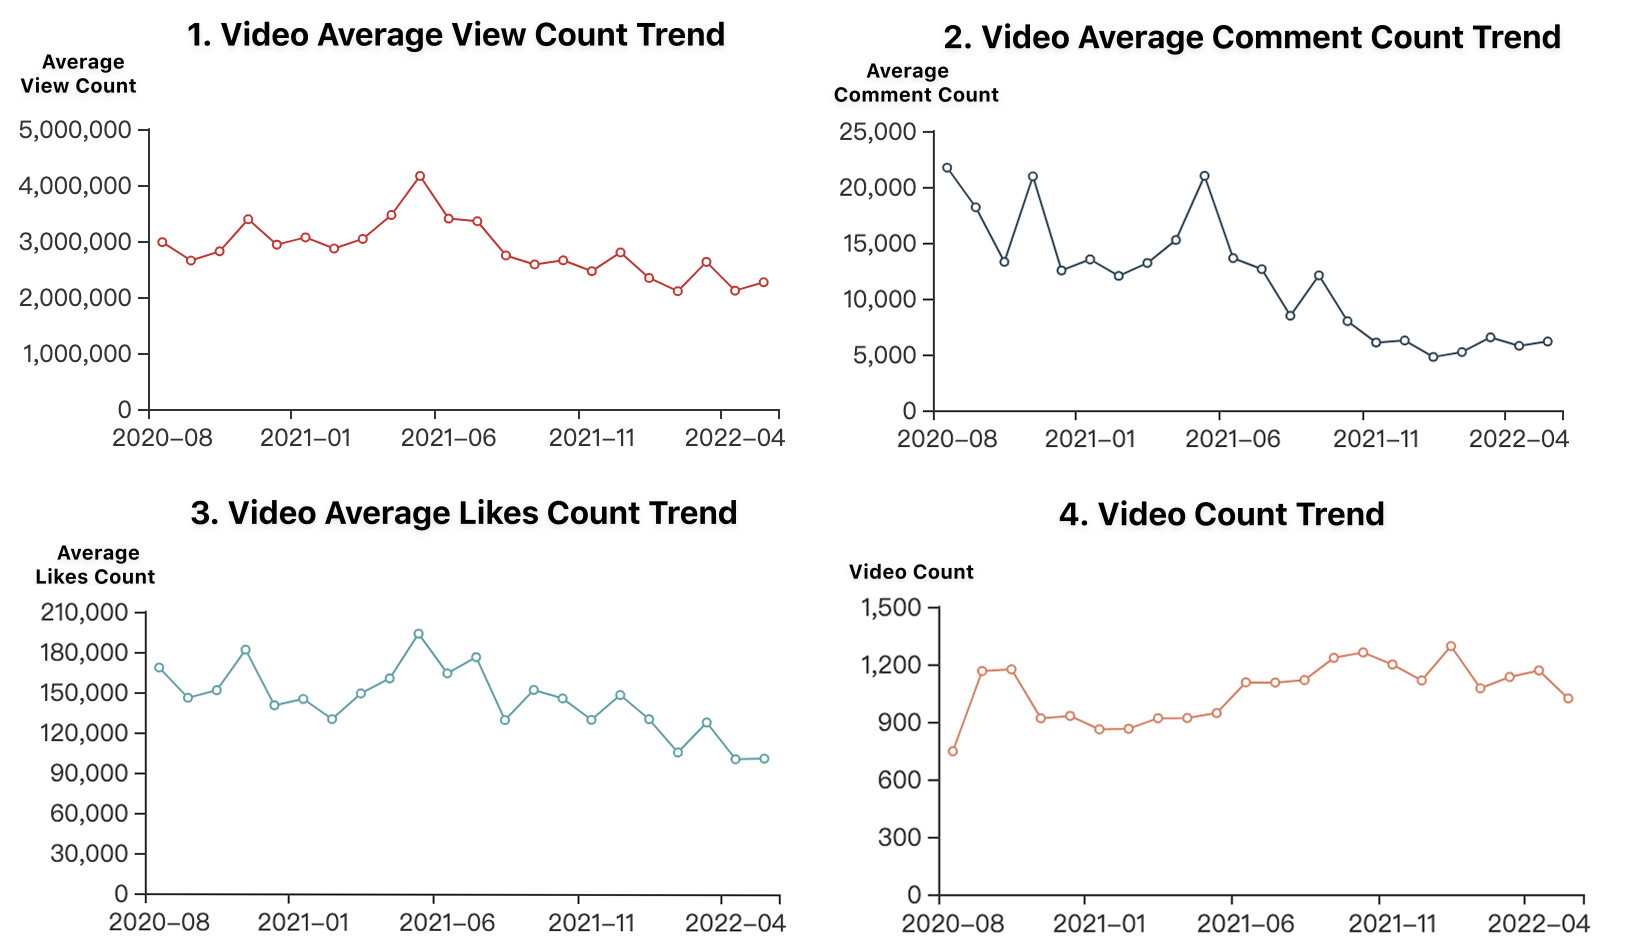 1. Video Average View Count Trend
Average
View Count
5,000,000
4,000,000
3,000,000
2,000,000
1,000,000
0
2020–08 2021–01 2021–06 2021–11 2022–04
2. Video Average Comment Count Trend
Average
Comment Count
25,000
20,000
15,000
10,000
5,000
0
2020–08 2021–01 2021–06 2021–11 2022–04
3. Video Average Likes Count Trend
Average
Likes Count
210,000
180,000
150,000
120,000
90,000
60,000
30,000
0
2020–08 2021–01 2021–06 2021–11 2022–04
4. Video Count Trend
Video Count
1,500
1,200
900
600
300
0
2020–08 2021–01 2021–06 2021–11 2022–04